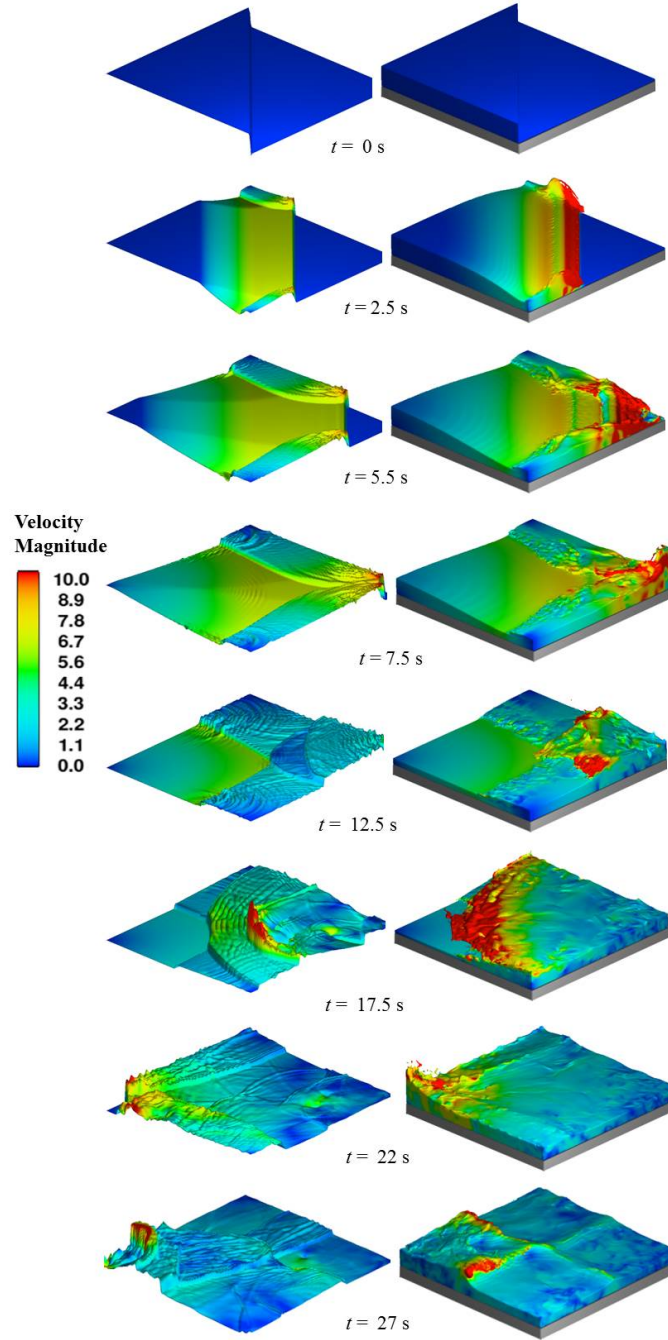 t = 0 s
t = 2.5 s
t = 5.5 s
Velocity
Magnitude
10.0
8.9
7.8
6.7
5.6
4.4
3.3
2.2
1.1
0.0
t = 7.5 s
t = 12.5 s
t = 17.5 s
t = 22 s
t = 27 s